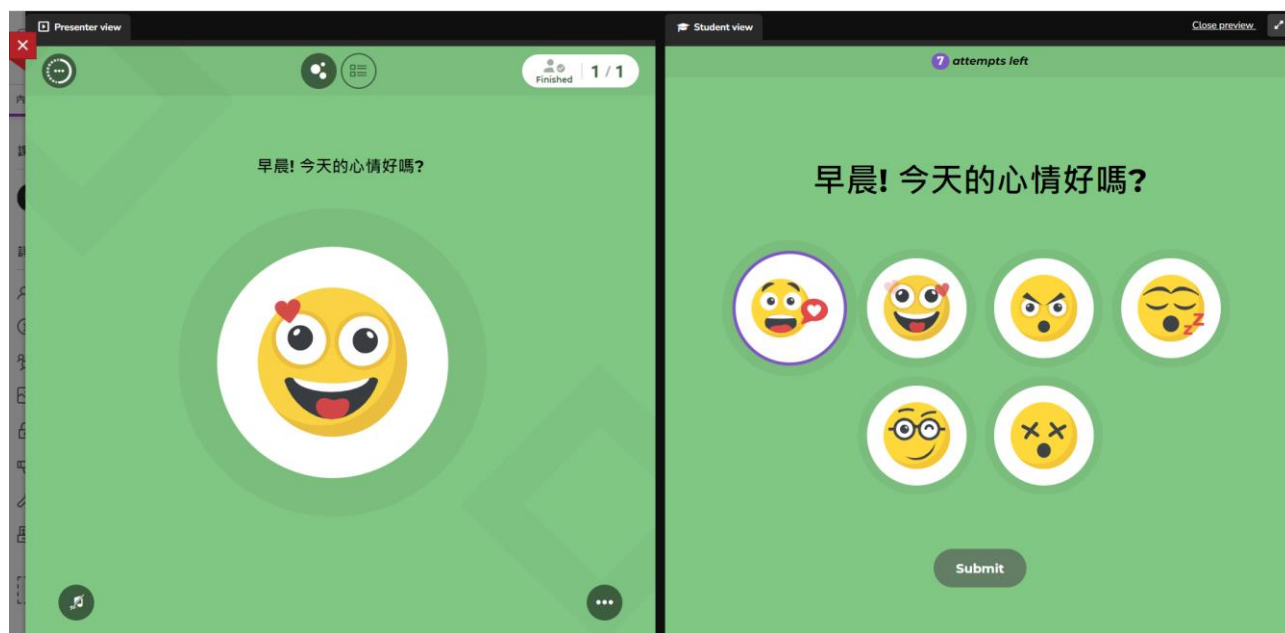 Presenter view
Finished 1 / 1
早晨! 今天的心情好嗎?
Student view
Close preview
7 attempts left
早晨! 今天的心情好嗎?
Submit